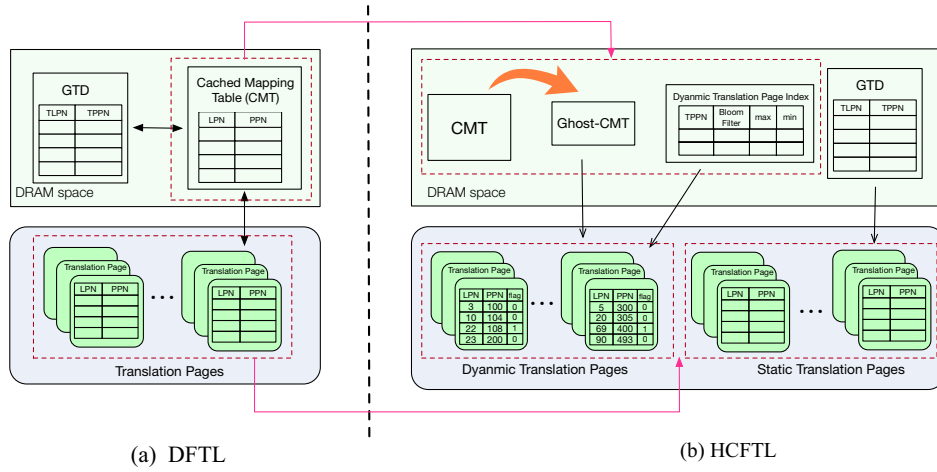 GTD
TLPN TPPN
Cached Mapping
Table (CMT)
LPN PPN
DRAM space
Translation Page
LPN PPN
...
Translation Page
LPN PPN
Translation Pages
(a) DFTL
CMT
Ghost-CMT
Dyanmic Translation Page Index
TPPN Bloom Filter max min
GTD
TLPN TPPN
DRAM space
Translation Page
LPN PPN flag
3 100 0
10 104 0
22 108 1
23 200 0
...
Translation Page
LPN PPN flag
5 300 0
20 305 0
69 400 1
90 493 0
Dyanmic Translation Pages
Translation Page
LPN PPN
...
Translation Page
LPN PPN
Static Translation Pages
(b) HCFTL